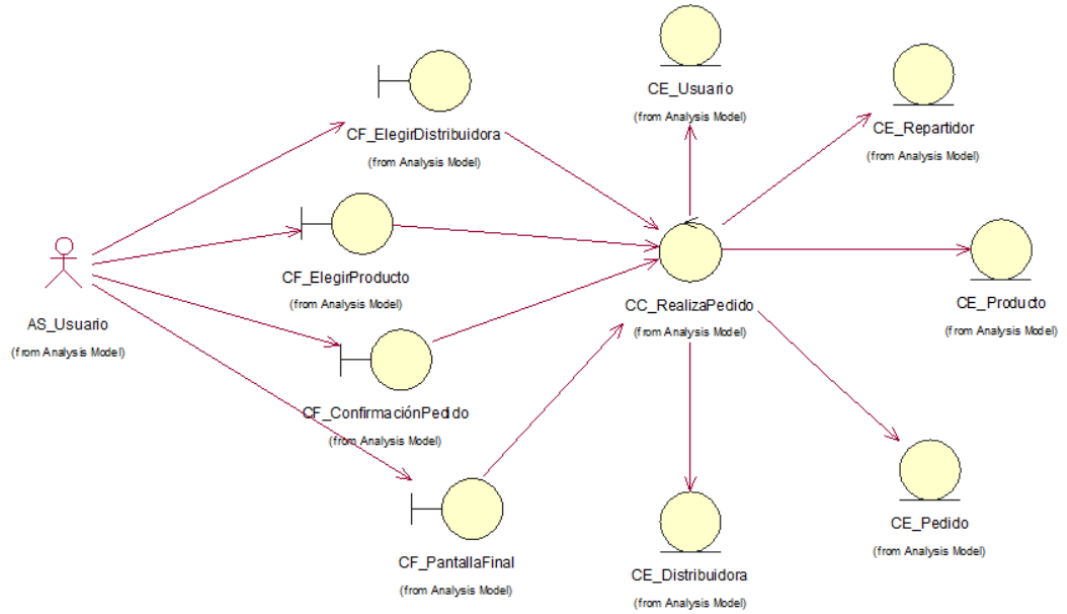 CE_Usuario
(from Analysis Model)
CE_Repartidor
(from Analysis Model)
CF_ElegirDistribuidora
(from Analysis Model)
CF_ElegirProducto
(from Analysis Model)
CC_RealizaPedido
(from Analysis Model)
CE_Producto
(from Analysis Model)
AS_Usuario
(from Analysis Model)
CF_ConfirmaciónPedido
(from Analysis Model)
CE_Pedido
(from Analysis Model)
CF_PantallaFinal
(from Analysis Model)
CE_Distribuidora
(from Analysis Model)